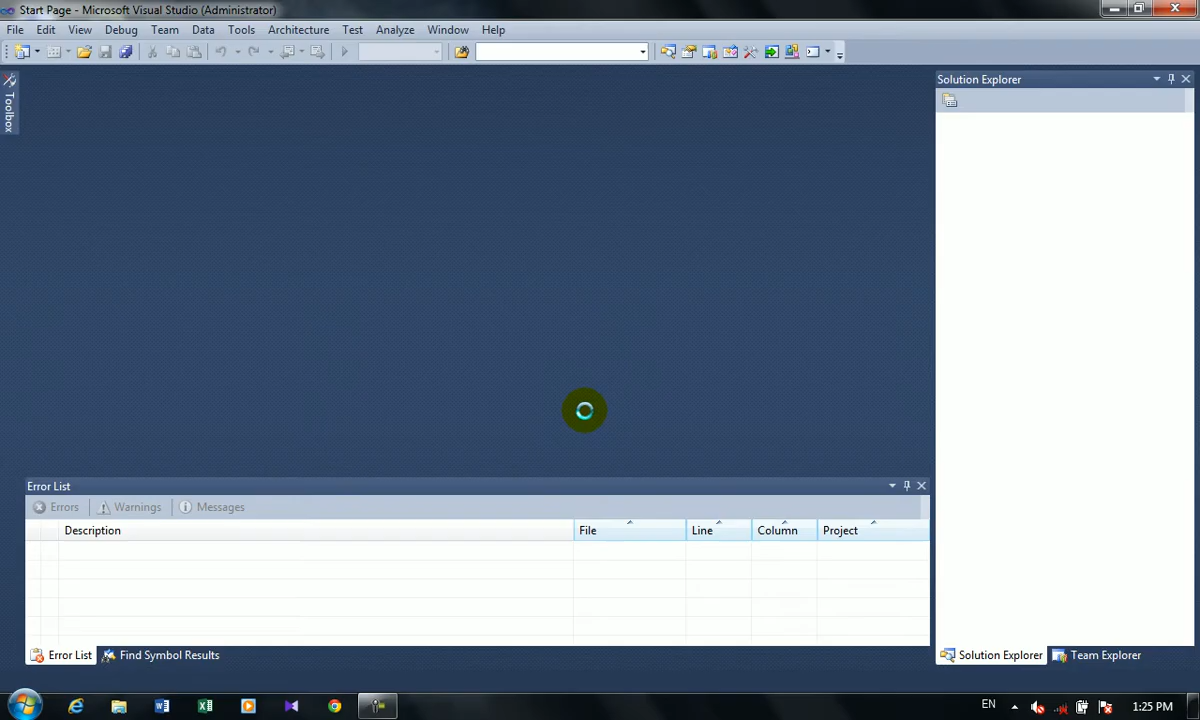 Start Page - Microsoft Visual Studio (Administrator)
File Edit View Debug Team Data Tools Architecture Test Analyze Window Help
Toolbox
Solution Explorer
Error List
Errors Warnings Messages
Description File Line Column Project
Error List Find Symbol Results
Solution Explorer Team Explorer
EN 1:25 PM